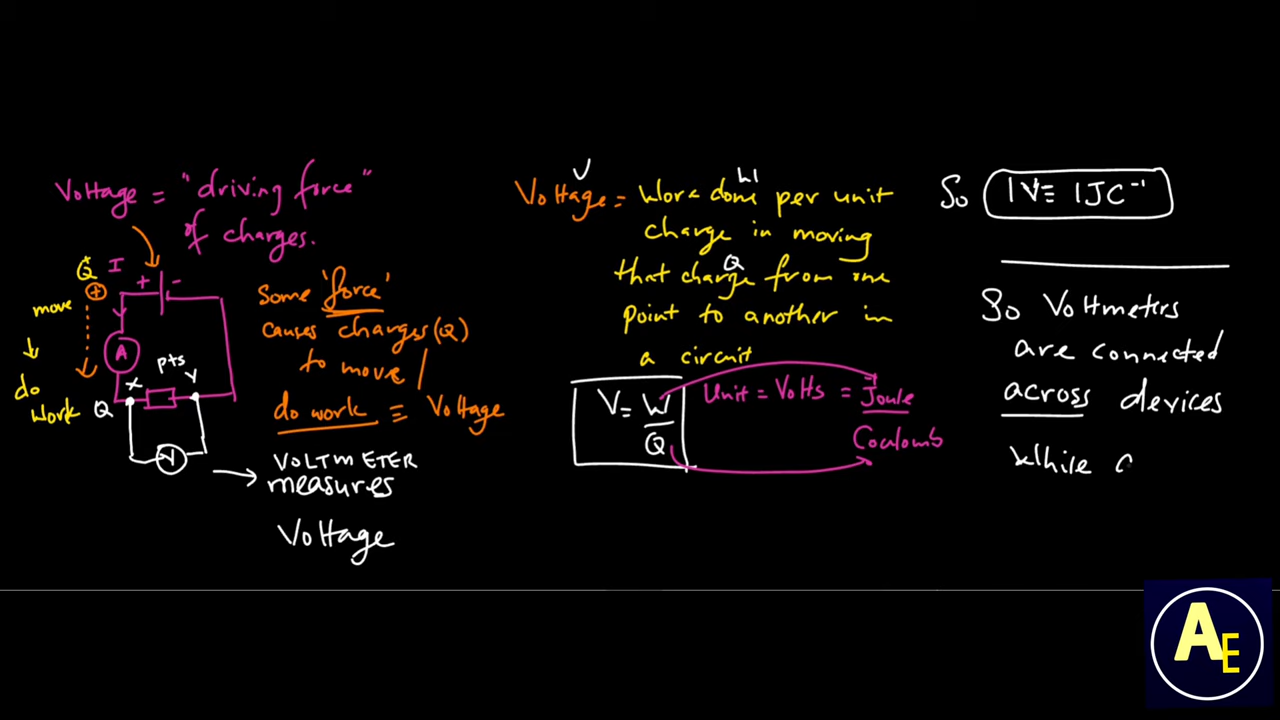 Voltage = "driving force"
of charges.
Q I
+ -
+
move
do
work
A
pts
X Y
Q
V
Some 'force'
causes charges (Q)
to move/
do work ≡ Voltage
VOLTMETER
measures
Voltage
V W
Voltage = Work done per unit
charge in moving
Q
that charge from one
point to another in
a circuit
V = W
Q
Unit = Volts = Joule
Coulomb
So 1V ≡ 1JC⁻¹
So Voltmeters
are connected
across devices
While
AE